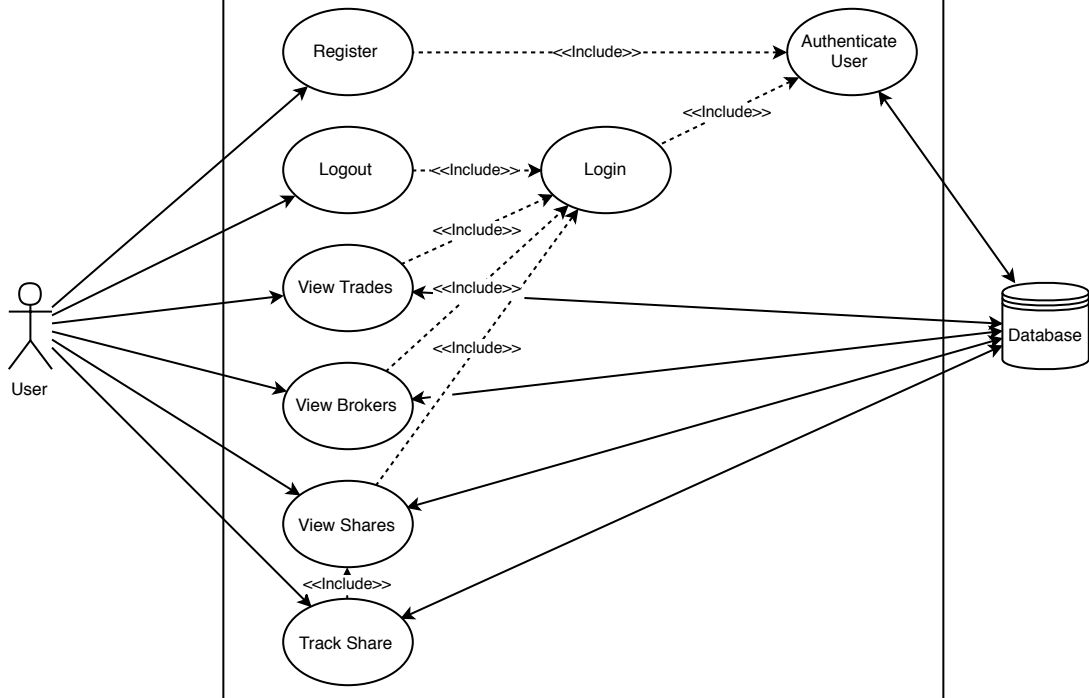 Register
<<Include>>
Authenticate
User
Logout
<<Include>>
Login
<<Include>>
<<Include>>
View Trades
<<Include>>
Database
<<Include>>
User
View Brokers
View Shares
<<Include>>
Track Share